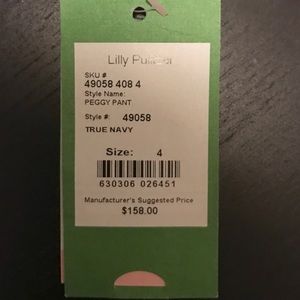 Lilly Pulitzer
SKU #
49058 408 4
Style Name:
PEGGY PANT
Style #: 49058
TRUE NAVY
Size: 4
630306 026451
Manufacturer's Suggested Price
$158.00